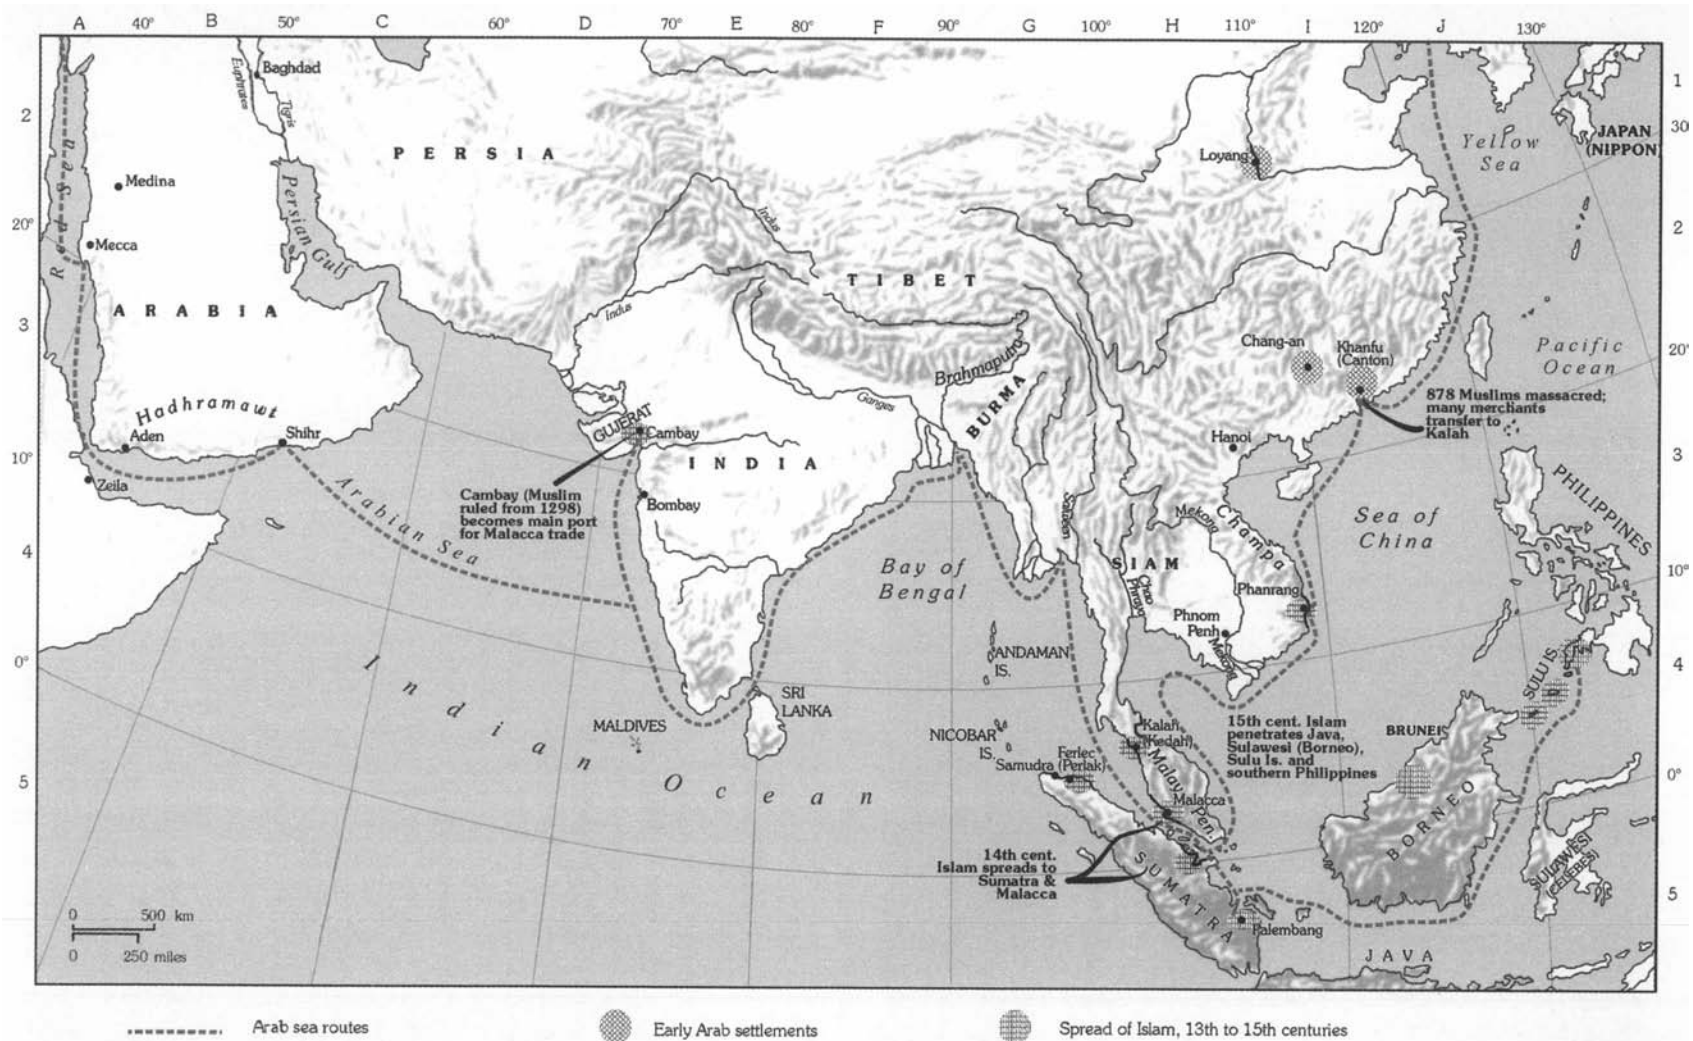 A 40° B 50° C 60° D 70° E 80° F 90° G 100° H 110° I 120° J 130°
1
2
30
20°
2
3
20°
10°
3
4
10°
0°
4
5
0°
5
Baghdad
Euphrates
Tigris
PERSIA
Medina
Mecca
Red Sea
Persian Gulf
ARABIA
Hadhramawt
Aden
Shihr
Zeila
Arabian Sea
Indus
Indus
TIBET
Brahmaputro
Ganges
GUJERAT
Cambay
INDIA
Bombay
Cambay (Muslim
ruled from 1298)
becomes main port
for Malacca trade
BURMA
Salween
Bay of
Bengal
SRI
LANKA
MALDIVES
Indian Ocean
ANDAMAN
IS.
NICOBAR
IS.
Loyang
Yellow
Sea
JAPAN
(NIPPON)
Chang-an
Khanfu
(Canton)
Pacific
Ocean
878 Muslims massacred;
many merchants
transfer to
Kalah
Hanoi
Sea of
China
PHILIPPINES
Mekong
Champa
SIAM
Chao
Phraya
Phanrang
Phnom
Penh
Mekong
Kalah
(Kedah)
Ferlec
Samudra (Perlak)
Malay Pen.
Malacca
14th cent.
Islam spreads to
Sumatra &
Malacca
SUMATRA
Palembang
15th cent. Islam
penetrates Java,
Sulawesi (Borneo),
Sulu Is. and
southern Philippines
SULU IS.
BRUNEI
BORNEO
SULAWESI
(CELEBES)
JAVA
0 500 km
0 250 miles
Arab sea routes
Early Arab settlements
Spread of Islam, 13th to 15th centuries